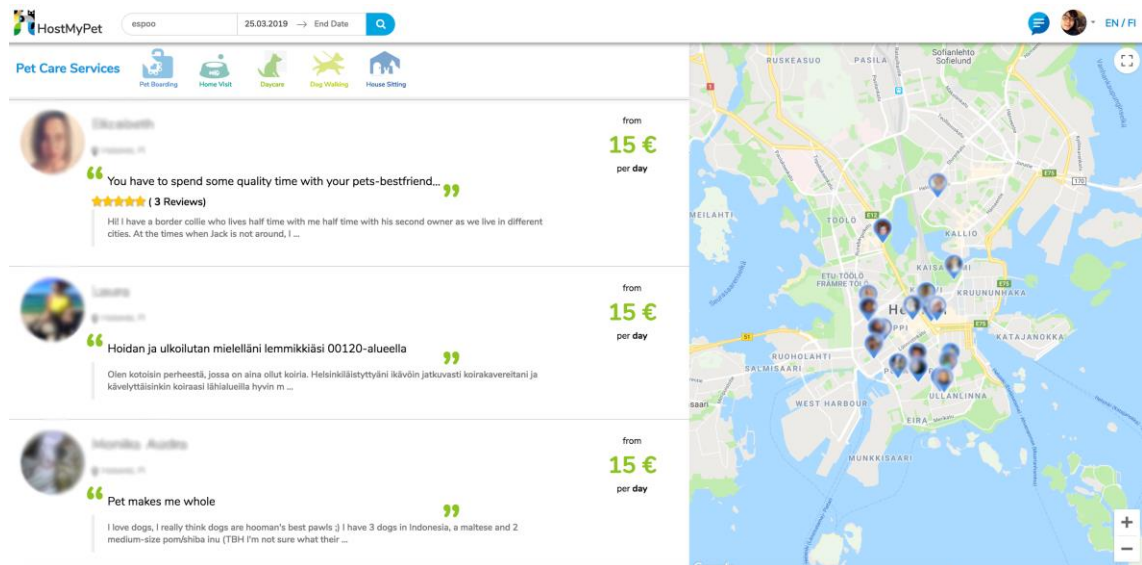 HostMyPet
espoo
25.03.2019 → End Date
EN / FI
Pet Care Services
Pet Boarding
Home Visit
Daycare
Dog Walking
House Sitting
from
15 €
per day
“ You have to spend some quality time with your pets-bestfriend... ”
( 3 Reviews)
Hi! I have a border collie who lives half time with me half time with his second owner as we live in different
cities. At the times when Jack is not around, I ...
from
15 €
per day
“ Hoidan ja ulkoilutan mielelläni lemmikkiäsi 00120-alueella ”
Olen kotoisin perheestä, jossa on aina ollut koiria. Helsinkiläistyttyäni ikävöin jatkuvasti koirakavereitani ja
kävelyttäisinkin koiraasi lähialueilla hyvin m ...
from
15 €
per day
“ Pet makes me whole ”
I love dogs, I really think dogs are hooman's best pawls ;) I have 3 dogs in Indonesia, a maltese and 2
medium-size pom/shiba inu (TBH I'm not sure what their ...
RUSKEASUO
PASILA
Sofianlehto
Sofielund
E75
170
MEILAHTI
TÖÖLÖ
E12
KALLIO
ETU-TÖÖLÖ
FRÄMRE TÖLÖ
E75
KRUUNUNHAKA
51
E75
KATAJANOKKA
RUOHOLAHTI
SALMISAARI
ULLANLINNA
WEST HARBOUR
EIRA
MUNKKISAARI
+
−